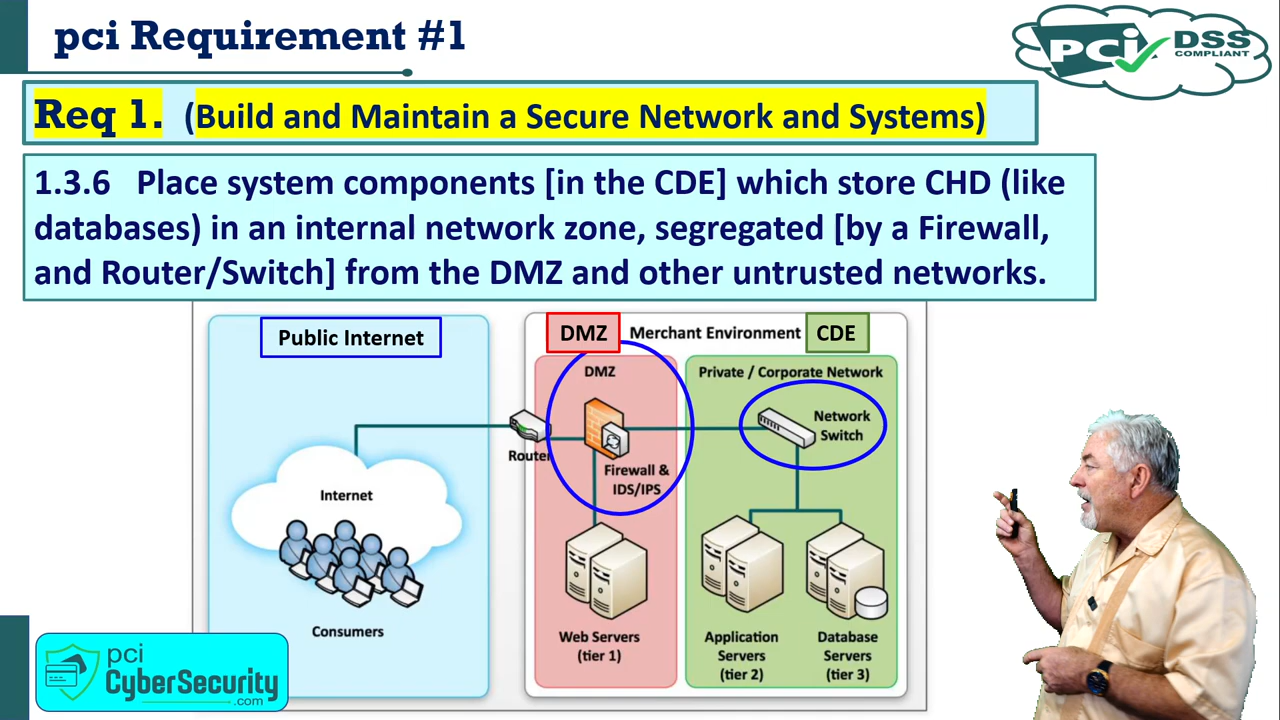 pci Requirement #1
PCI DSS
COMPLIANT
Req 1. (Build and Maintain a Secure Network and Systems)
1.3.6 Place system components [in the CDE] which store CHD (like
databases) in an internal network zone, segregated [by a Firewall,
and Router/Switch] from the DMZ and other untrusted networks.
Public Internet
DMZ
Merchant Environment
CDE
DMZ
Private / Corporate Network
Network
Switch
Router
Firewall &
IDS/IPS
Internet
Consumers
Web Servers
(tier 1)
Application
Servers
(tier 2)
Database
Servers
(tier 3)
pci
CyberSecurity
.com